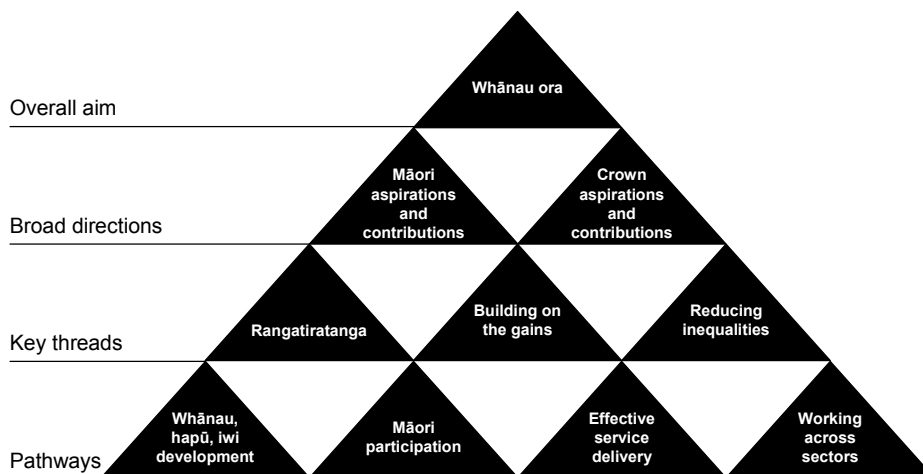 Whānau ora
Overall aim
Māori
aspirations
and
contributions
Crown
aspirations
and
contributions
Broad directions
Rangatiratanga
Building on
the gains
Reducing
inequalities
Key threads
Whānau,
hapū, iwi
development
Māori
participation
Effective
service
delivery
Working
across
sectors
Pathways